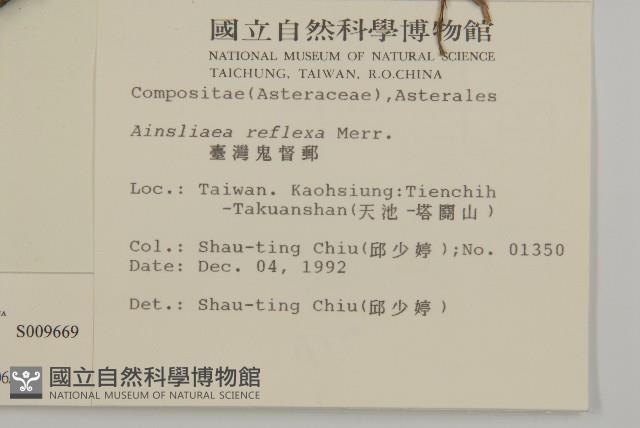 國立自然科學博物館
NATIONAL MUSEUM OF NATURAL SCIENCE
TAICHUNG, TAIWAN, R.O.CHINA
Compositae(Asteraceae),Asterales
Ainsliaea reflexa Merr.
臺灣鬼督郵
Loc.: Taiwan. Kaohsiung:Tienchih
-Takuanshan(天池-塔關山)
Col.: Shau-ting Chiu(邱少婷);No. 01350
Date: Dec. 04, 1992
Det.: Shau-ting Chiu(邱少婷)
S009669
國立自然科學博物館
NATIONAL MUSEUM OF NATURAL SCIENCE